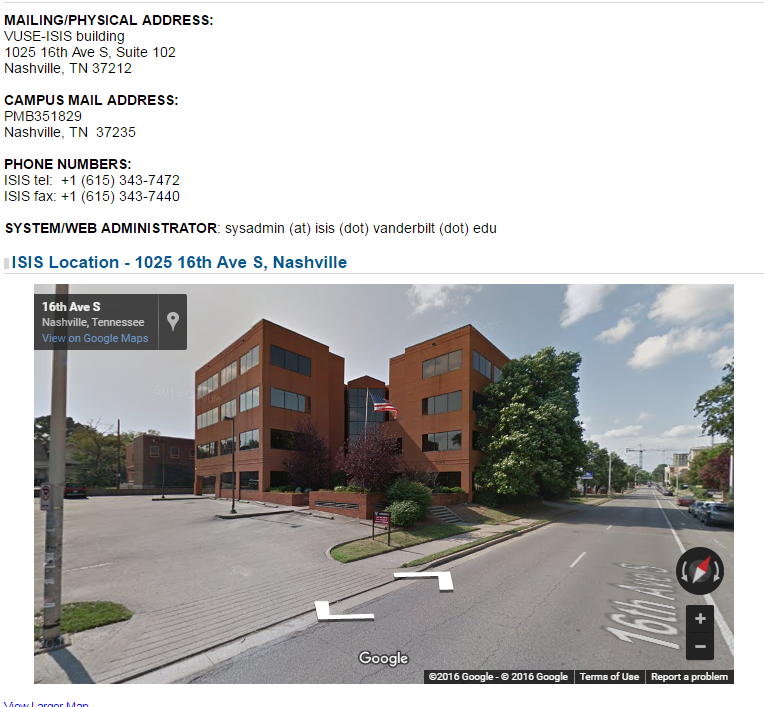 MAILING/PHYSICAL ADDRESS:
VUSE-ISIS building
1025 16th Ave S, Suite 102
Nashville, TN 37212
CAMPUS MAIL ADDRESS:
PMB351829
Nashville, TN  37235
PHONE NUMBERS:
ISIS tel:  +1 (615) 343-7472
ISIS fax: +1 (615) 343-7440
SYSTEM/WEB ADMINISTRATOR: sysadmin (at) isis (dot) vanderbilt (dot) edu
ISIS Location - 1025 16th Ave S, Nashville
16th Ave S
Nashville, Tennessee
View on Google Maps
16th Ave S
+
−
Google
©2016 Google - © 2016 Google
Terms of Use
Report a problem
View Larger Map